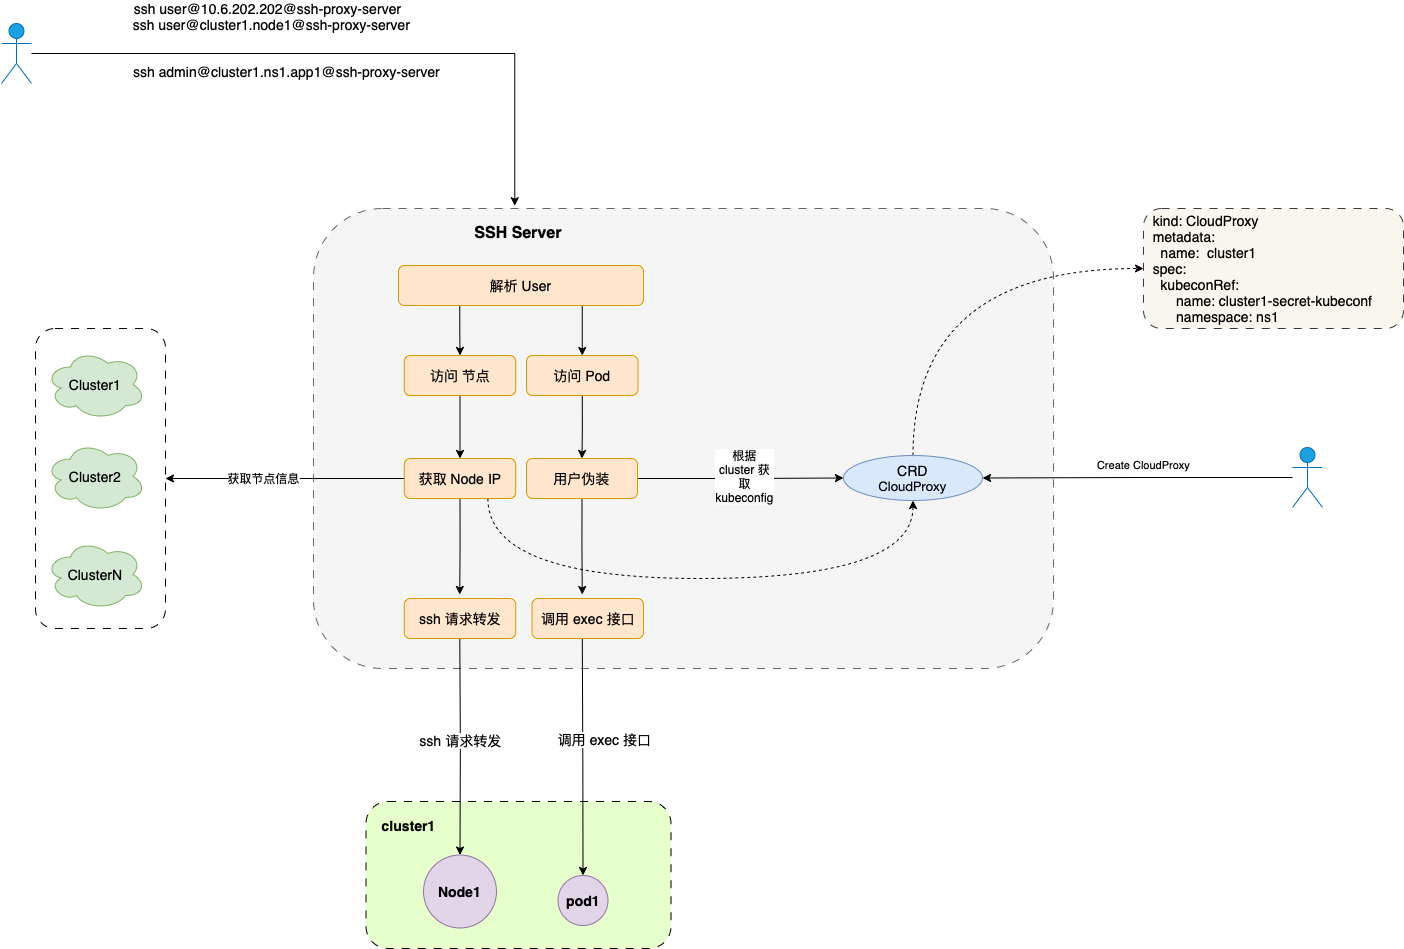 ssh user@10.6.202.202@ssh-proxy-server
ssh user@cluster1.node1@ssh-proxy-server
ssh admin@cluster1.ns1.app1@ssh-proxy-server
SSH Server
解析 User
访问 节点
访问 Pod
获取 Node IP
用户伪装
ssh 请求转发
调用 exec 接口
获取节点信息
Cluster1
Cluster2
ClusterN
根据
cluster 获
取
kubeconfig
CRD
CloudProxy
Create CloudProxy
kind: CloudProxy
metadata:
name: cluster1
spec:
kubeconRef:
name: cluster1-secret-kubeconf
namespace: ns1
ssh 请求转发
调用 exec 接口
cluster1
Node1
pod1